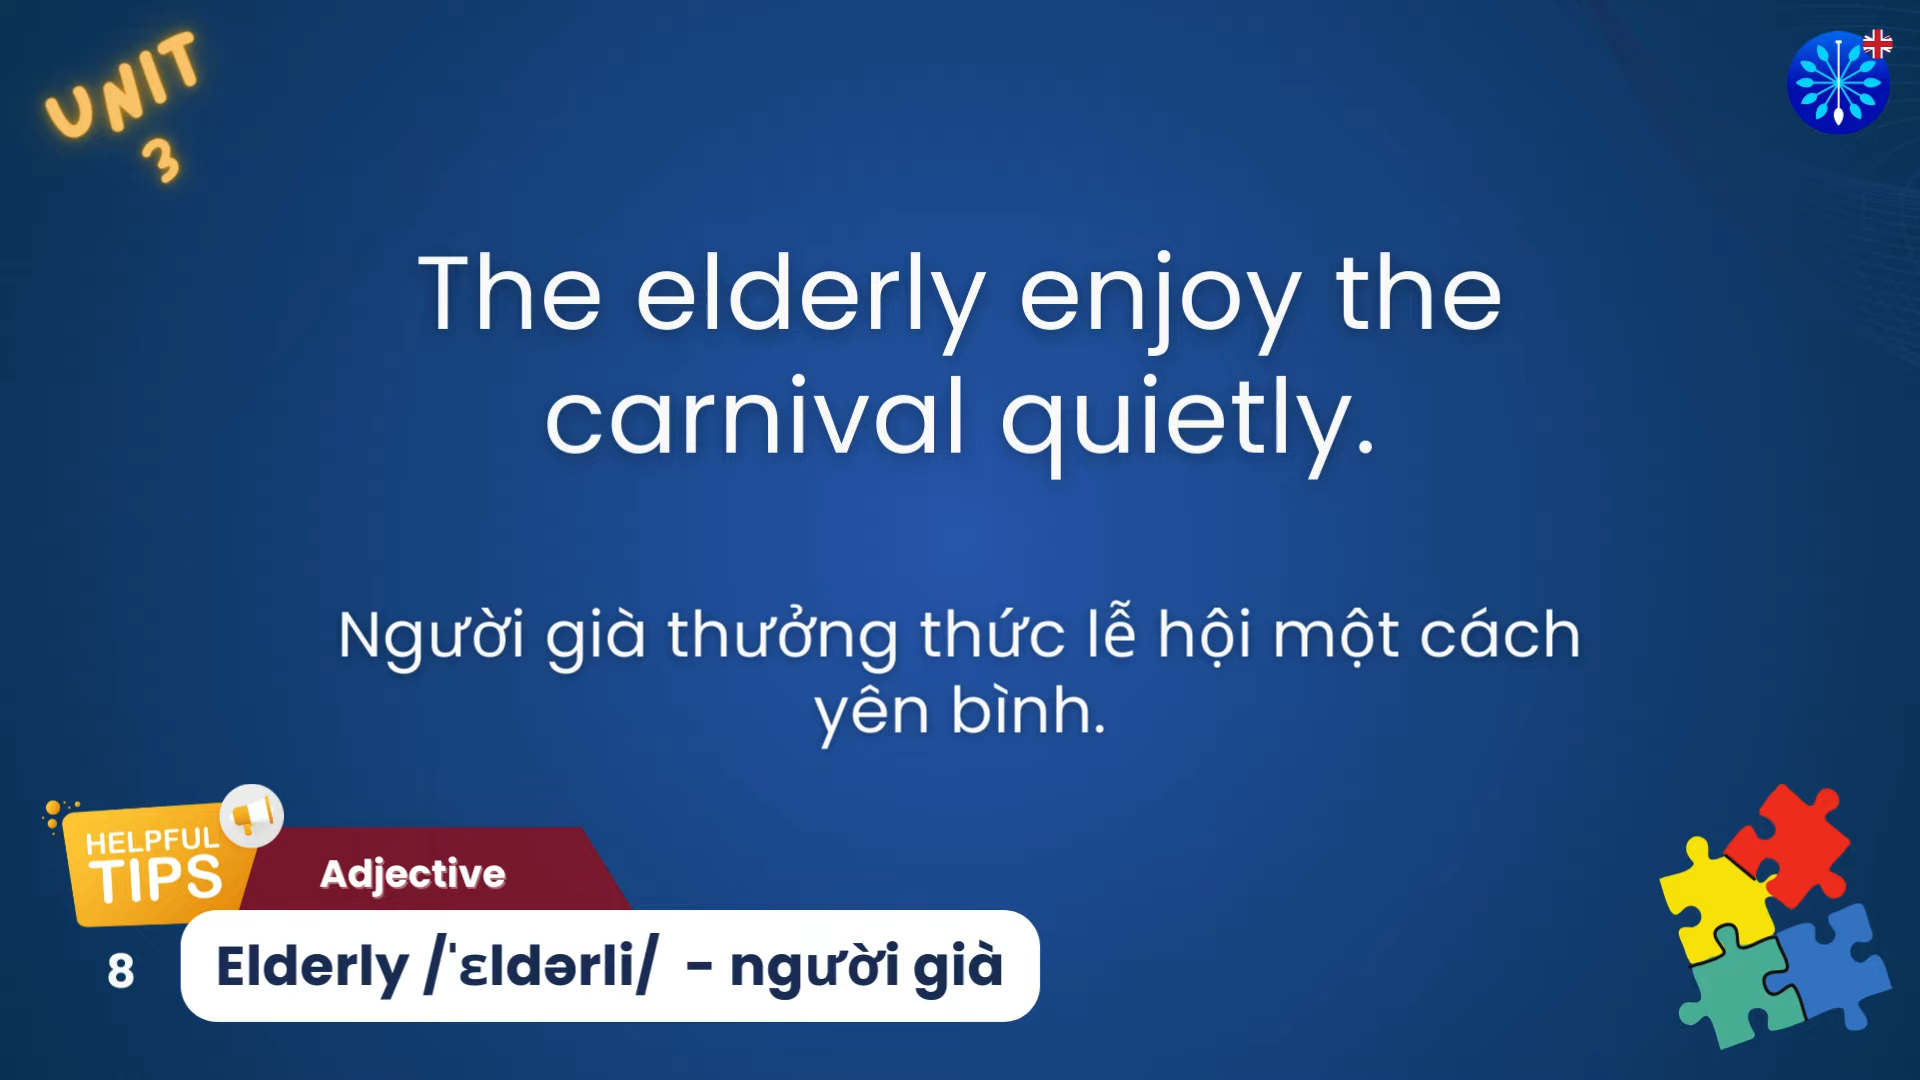 UNIT
3
The elderly enjoy the
carnival quietly.
Người già thưởng thức lễ hội một cách
yên bình.
HELPFUL
TIPS
Adjective
8
Elderly /ˈɛldərli/ - người già